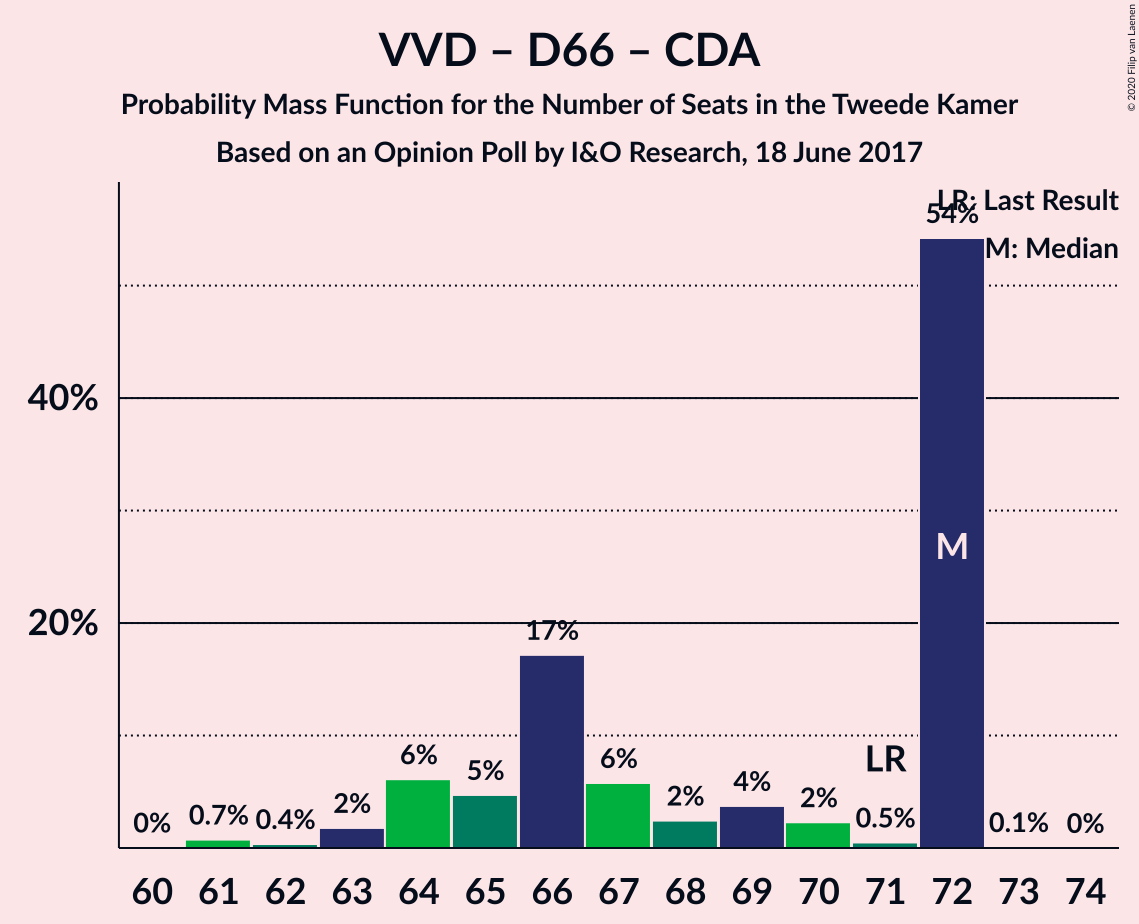 VVD – D66 – CDA
Probability Mass Function for the Number of Seats in the Tweede Kamer
Based on an Opinion Poll by I&O Research, 18 June 2017
© 2020 Filip van Laenen
LR: Last Result
M: Median
54%
40%
20%
M
17%
LR
0%
0.7%
0.4%
2%
6%
5%
6%
2%
4%
2%
0.5%
0.1%
0%
60 61 62 63 64 65 66 67 68 69 70 71 72 73 74